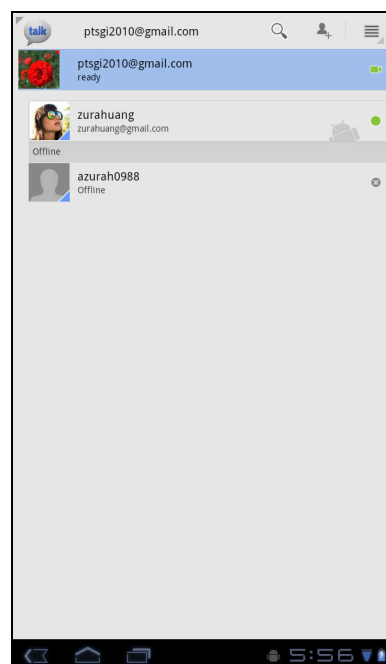 talk ptsgi2010@gmail.com
ptsgi2010@gmail.com
ready
zurahuang
zurahuang@gmail.com
Offline
azurah0988
Offline
5:56